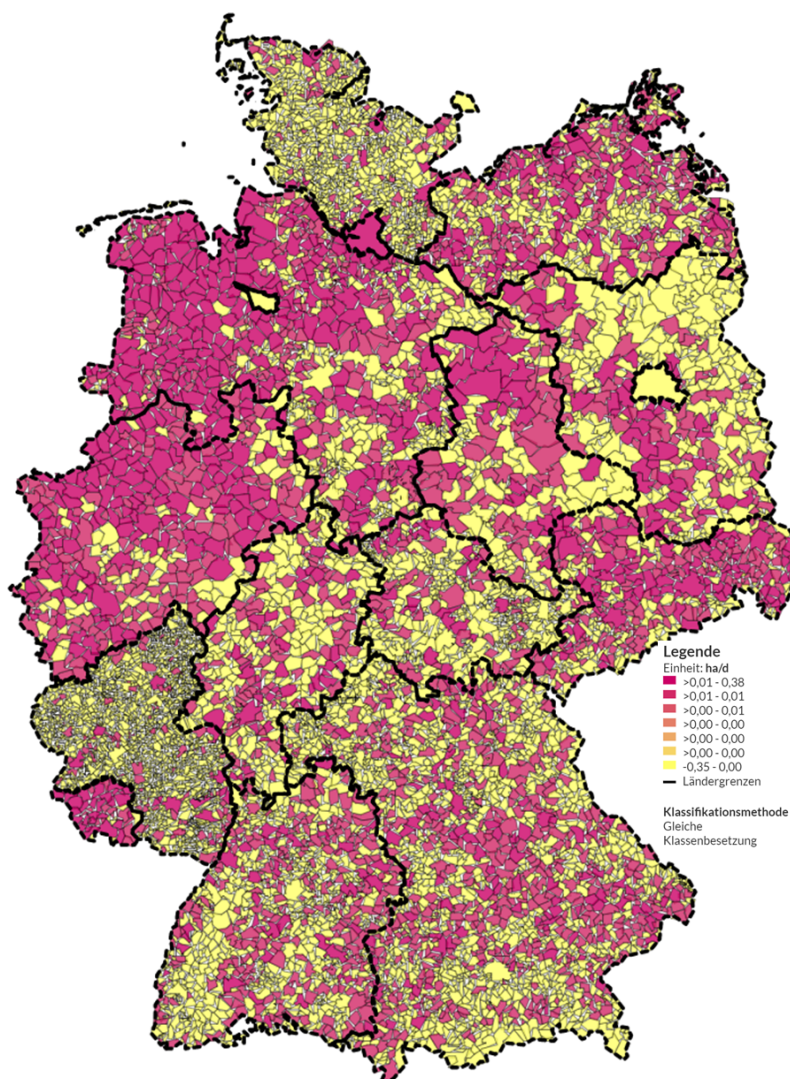 Legende
Einheit: ha/d
>0,01 - 0,38
>0,01 - 0,01
>0,00 - 0,01
>0,00 - 0,00
>0,00 - 0,00
>0,00 - 0,00
-0,35 - 0,00
Ländergrenzen
Klassifikationsmethode
Gleiche
Klassenbesetzung